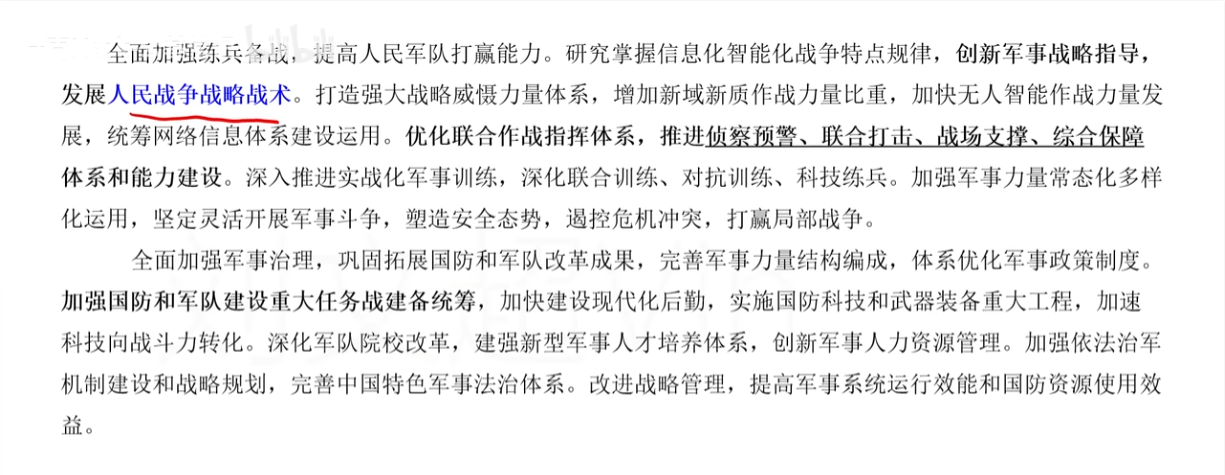 全面加强练兵备战，提高人民军队打赢能力。研究掌握信息化智能化战争特点规律，创新军事战略指导，
发展人民战争战略战术。打造强大战略威慑力量体系，增加新域新质作战力量比重，加快无人智能作战力量发
展，统筹网络信息体系建设运用。优化联合作战指挥体系，推进侦察预警、联合打击、战场支撑、综合保障
体系和能力建设。深入推进实战化军事训练，深化联合训练、对抗训练、科技练兵。加强军事力量常态化多样
化运用，坚定灵活开展军事斗争，塑造安全态势，遏控危机冲突，打赢局部战争。
全面加强军事治理，巩固拓展国防和军队改革成果，完善军事力量结构编成，体系优化军事政策制度。
加强国防和军队建设重大任务战建备统筹，加快建设现代化后勤，实施国防科技和武器装备重大工程，加速
科技向战斗力转化。深化军队院校改革，建强新型军事人才培养体系，创新军事人力资源管理。加强依法治军
机制建设和战略规划，完善中国特色军事法治体系。改进战略管理，提高军事系统运行效能和国防资源使用效
益。